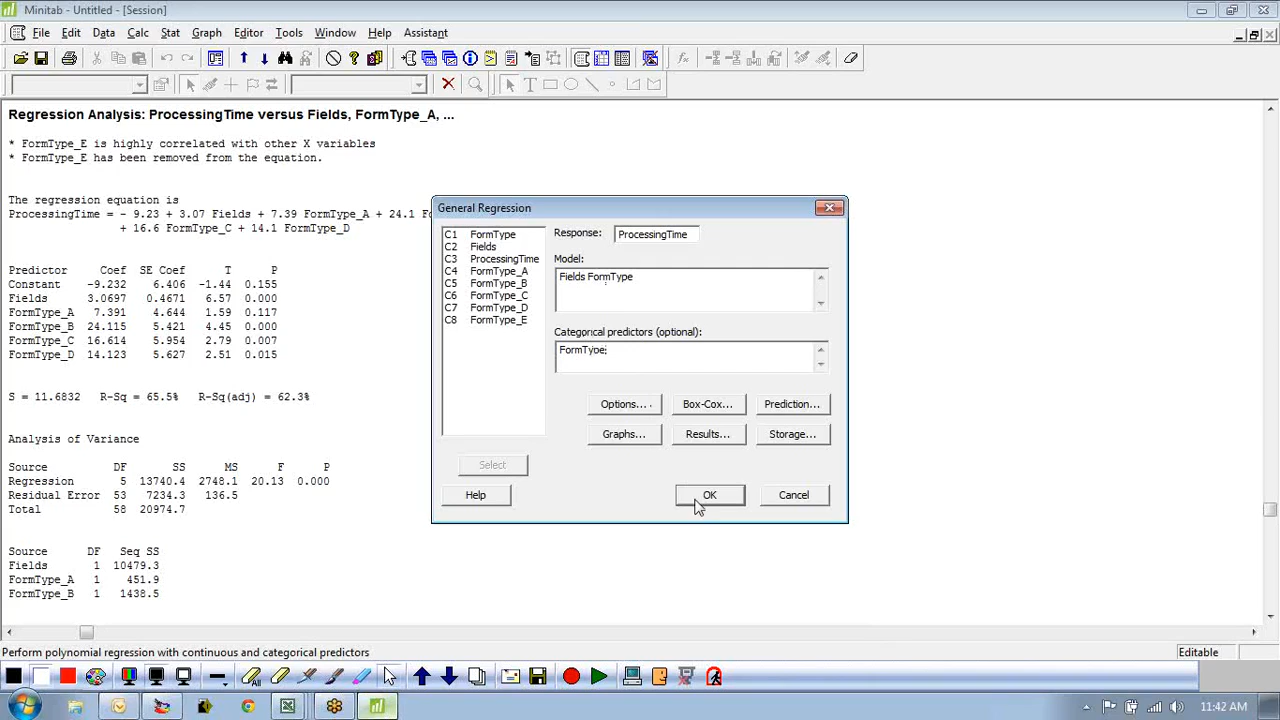 Minitab - Untitled - [Session]
File Edit Data Calc Stat Graph Editor Tools Window Help Assistant
Regression Analysis: ProcessingTime versus Fields, FormType_A, ...
* FormType_E is highly correlated with other X variables
* FormType_E has been removed from the equation.
The regression equation is
ProcessingTime = - 9.23 + 3.07 Fields + 7.39 FormType_A + 24.1 Fo
+ 16.6 FormType_C + 14.1 FormType_D
Predictor Coef SE Coef T P
Constant -9.232 6.406 -1.44 0.155
Fields 3.0697 0.4671 6.57 0.000
FormType_A 7.391 4.644 1.59 0.117
FormType_B 24.115 5.421 4.45 0.000
FormType_C 16.614 5.954 2.79 0.007
FormType_D 14.123 5.627 2.51 0.015
S = 11.6832 R-Sq = 65.5% R-Sq(adj) = 62.3%
Analysis of Variance
Source DF SS MS F P
Regression 5 13740.4 2748.1 20.13 0.000
Residual Error 53 7234.3 136.5
Total 58 20974.7
Source DF Seq SS
Fields 1 10479.3
FormType_A 1 451.9
FormType_B 1 1438.5
General Regression
C1 FormType
C2 Fields
C3 ProcessingTime
C4 FormType_A
C5 FormType_B
C6 FormType_C
C7 FormType_D
C8 FormType_E
Response: ProcessingTime
Model:
Fields FormType
Categorical predictors (optional):
FormType
Options... Box-Cox... Prediction...
Graphs... Results... Storage...
Select
Help OK Cancel
Perform polynomial regression with continuous and categorical predictors
Editable
11:42 AM